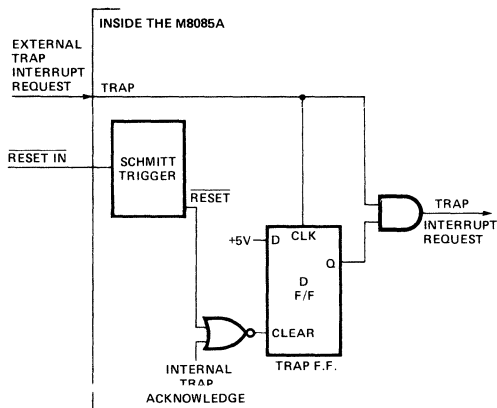 INSIDE THE M8085A
EXTERNAL
TRAP
INTERRUPT
REQUEST
TRAP
RESET IN
SCHMITT
TRIGGER
RESET
+5V
D
CLK
Q
D
F/F
CLEAR
TRAP F.F.
TRAP
INTERRUPT
REQUEST
INTERNAL
TRAP
ACKNOWLEDGE